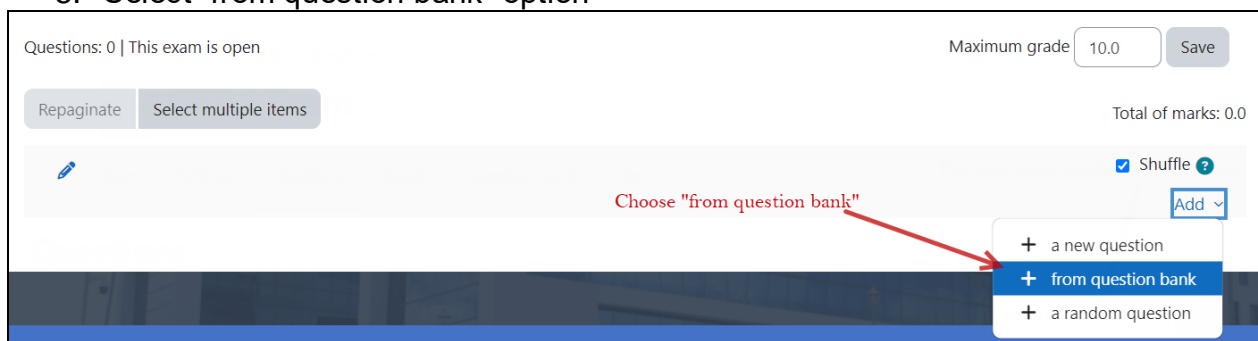 Select "from question bank" option
Questions: 0 | This exam is open
Maximum grade 10.0 Save
Repaginate Select multiple items
Total of marks: 0.0
Shuffle ?
Choose "from question bank"
Add
+ a new question
+ from question bank
+ a random question